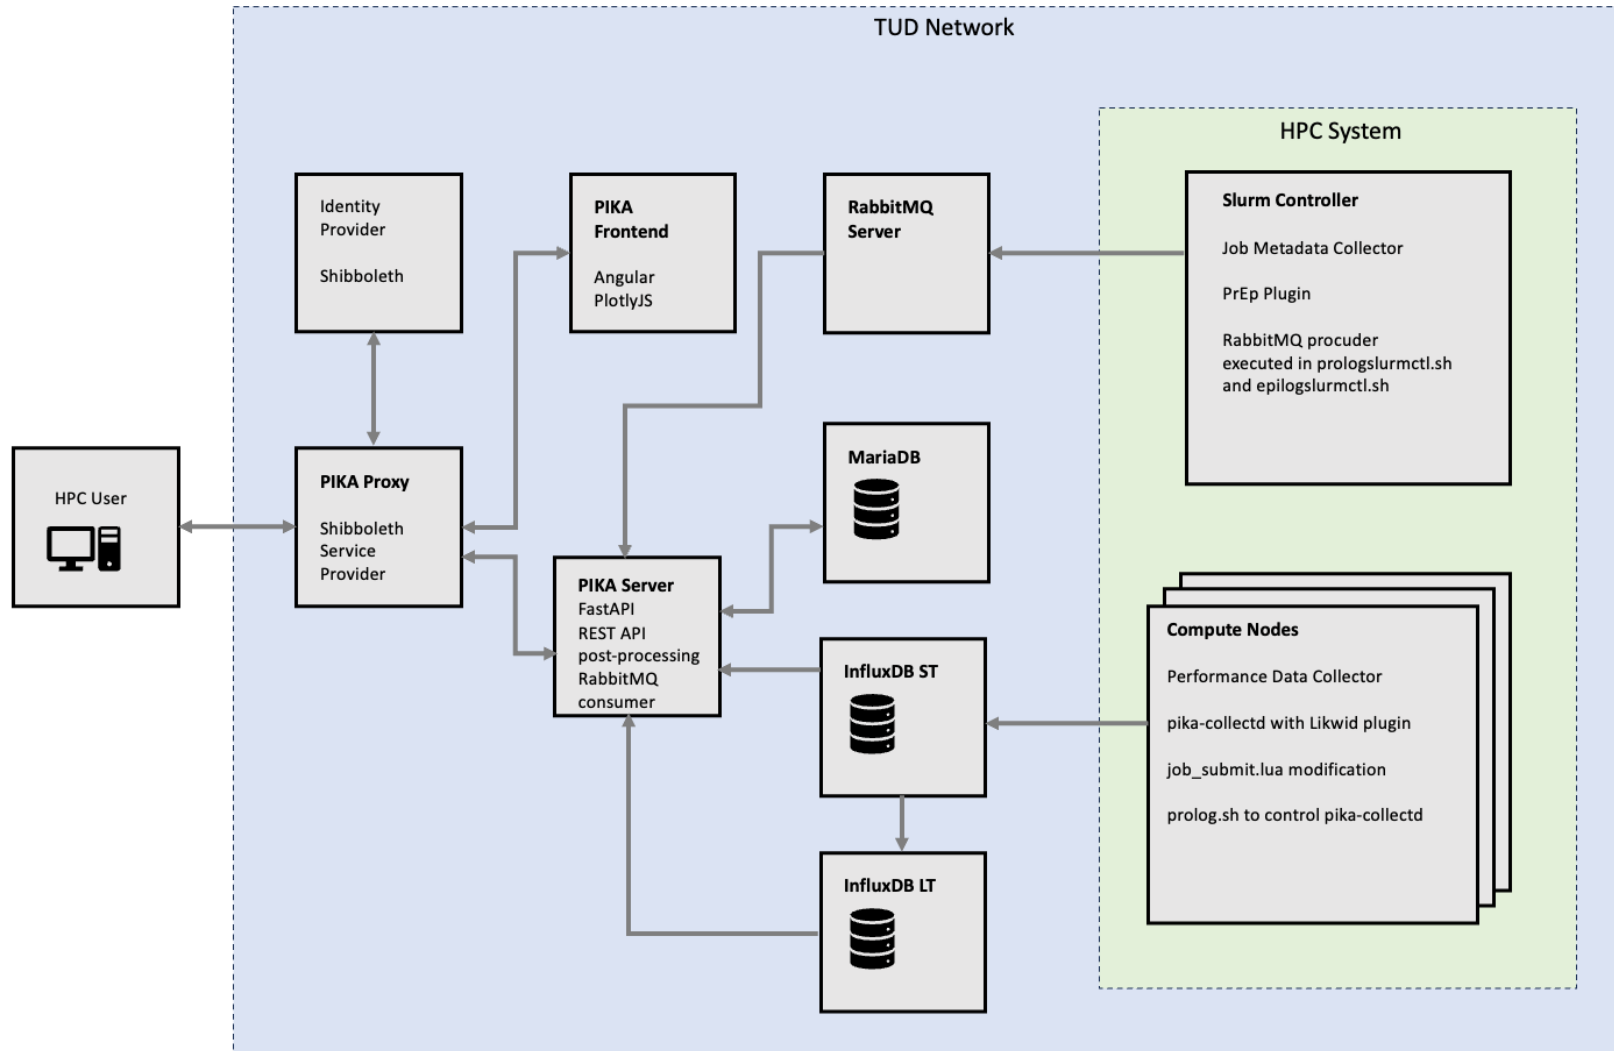 TUD Network
HPC System
Identity
Provider
Shibboleth
PIKA
Frontend
Angular
PlotlyJS
RabbitMQ
Server
Slurm Controller
Job Metadata Collector
PrEp Plugin
RabbitMQ procuder
executed in prologslurmctl.sh
and epilogslurmctl.sh
HPC User
PIKA Proxy
Shibboleth
Service
Provider
MariaDB
PIKA Server
FastAPI
REST API
post-processing
RabbitMQ
consumer
InfluxDB ST
Compute Nodes
Performance Data Collector
pika-collectd with Likwid plugin
job_submit.lua modification
prolog.sh to control pika-collectd
InfluxDB LT